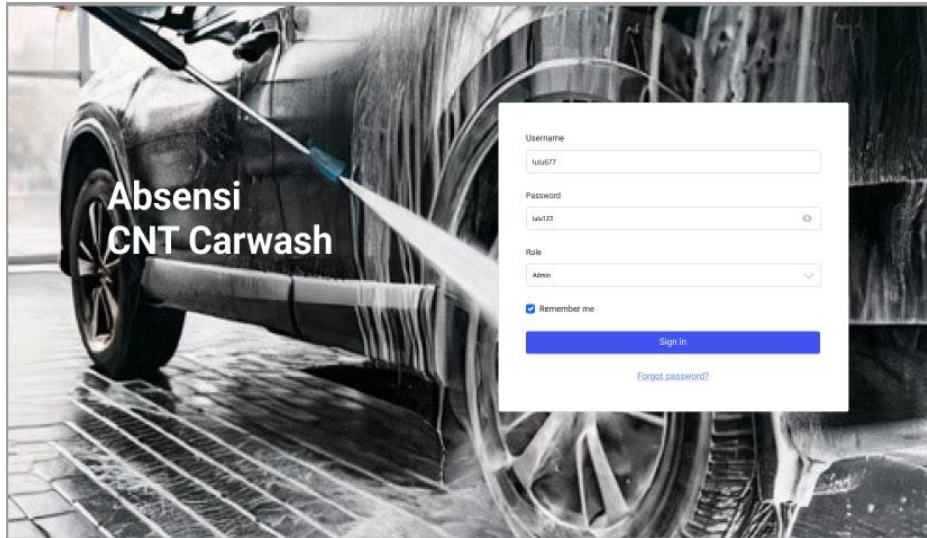 Absensi
CNT Carwash
Username
lulu677
Password
lulu123
Role
Admin
Remember me
Sign in
Forgot password?